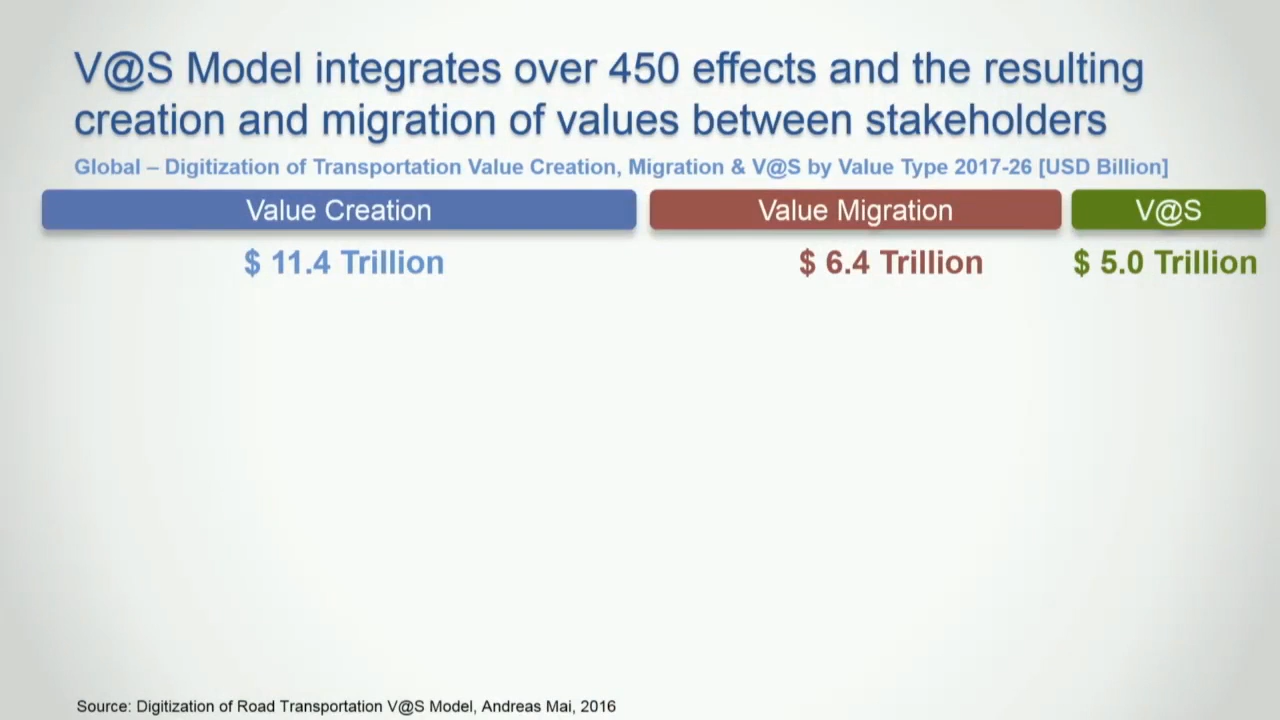 V@S Model integrates over 450 effects and the resulting
creation and migration of values between stakeholders
Global – Digitization of Transportation Value Creation, Migration & V@S by Value Type 2017-26 [USD Billion]
Value Creation
Value Migration
V@S
$ 11.4 Trillion
$ 6.4 Trillion
$ 5.0 Trillion
Source: Digitization of Road Transportation V@S Model, Andreas Mai, 2016